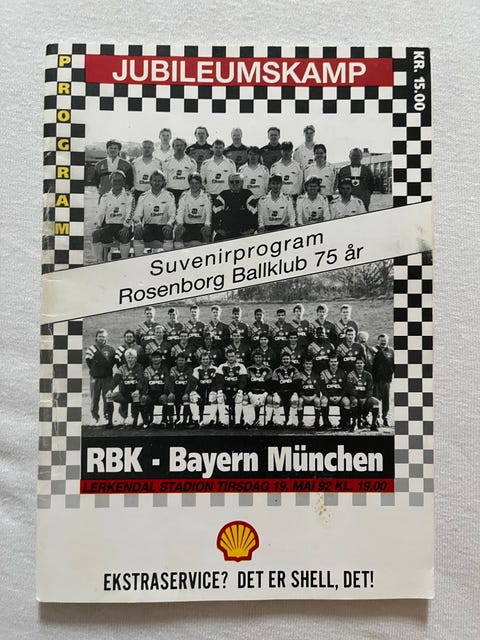 PROGRAM
JUBILEUMSKAMP
KR. 15.00
Suvenirprogram
Rosenborg Ballklub 75 år
RBK - Bayern München
LERKENDAL STADION TIRSDAG 19. MAI 92 KL. 19.00
EKSTRASERVICE? DET ER SHELL, DET!